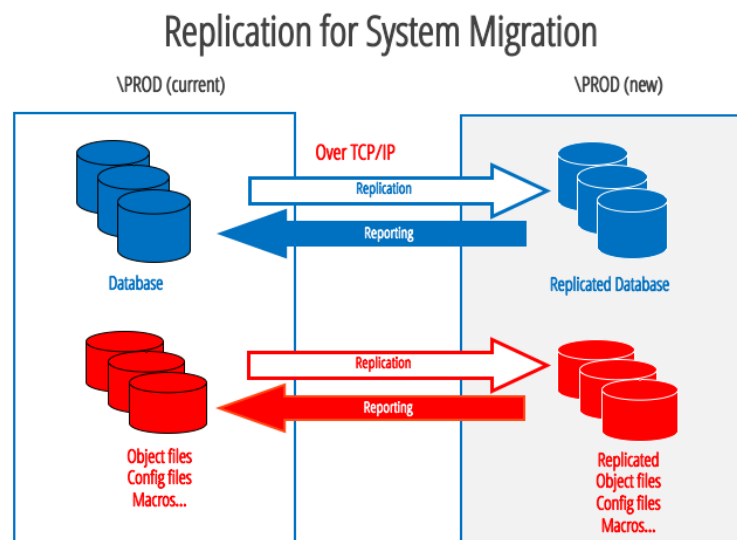 Replication for System Migration
\PROD (current)
\PROD (new)
Over TCP/IP
Replication
Reporting
Database
Replicated Database
Replication
Reporting
Object files
Config files
Macros...
Replicated
Object files
Config files
Macros...